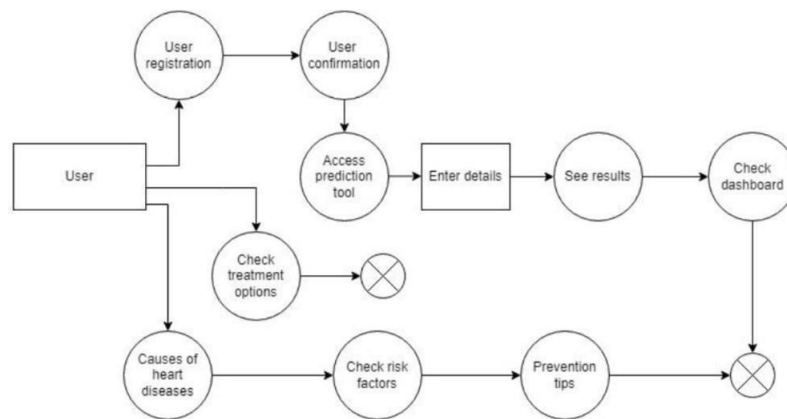 User
registration
User
confirmation
User
Access
prediction
tool
Enter details
See results
Check
dashboard
Check
treatment
options
Causes of
heart
diseases
Check risk
factors
Prevention
tips